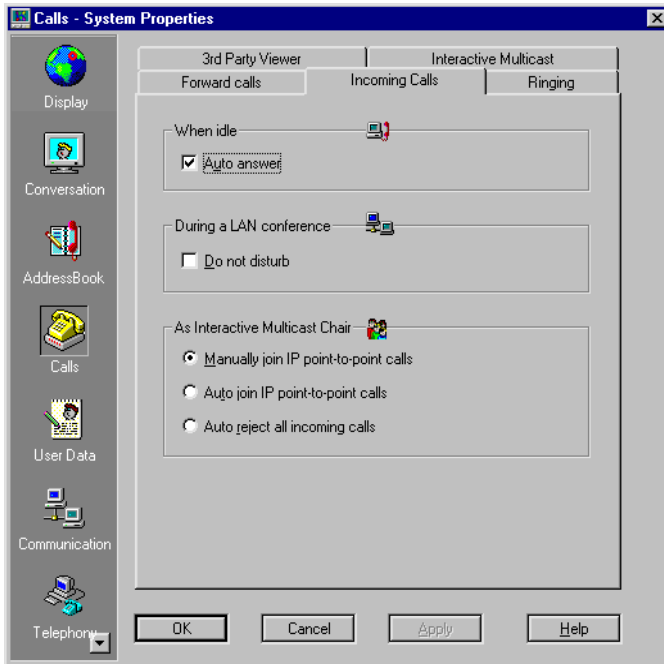 Calls - System Properties
Display
Conversation
AddressBook
Calls
User Data
Communication
Telephony
3rd Party Viewer
Interactive Multicast
Forward calls
Incoming Calls
Ringing
When idle
Auto answer
During a LAN conference
Do not disturb
As Interactive Multicast Chair
Manually join IP point-to-point calls
Auto join IP point-to-point calls
Auto reject all incoming calls
OK
Cancel
Apply
Help